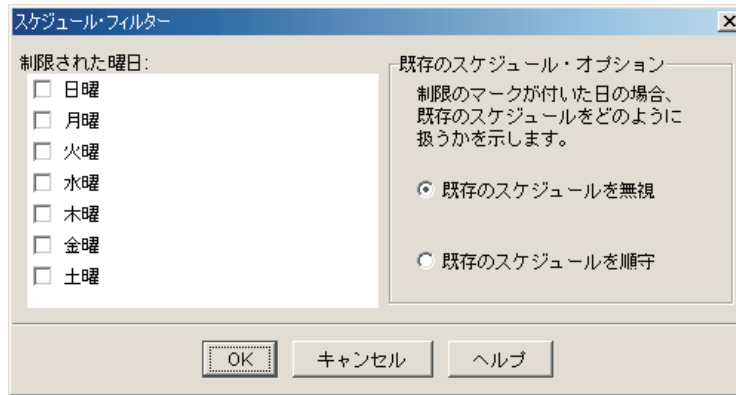 スケジュール・フィルター
制限された曜日:
日曜
月曜
火曜
水曜
木曜
金曜
土曜
既存のスケジュール・オプション
制限のマークが付いた日の場合、
既存のスケジュールをどのように
扱うかを示します。
既存のスケジュールを無視
既存のスケジュールを順守
OK
キャンセル
ヘルプ